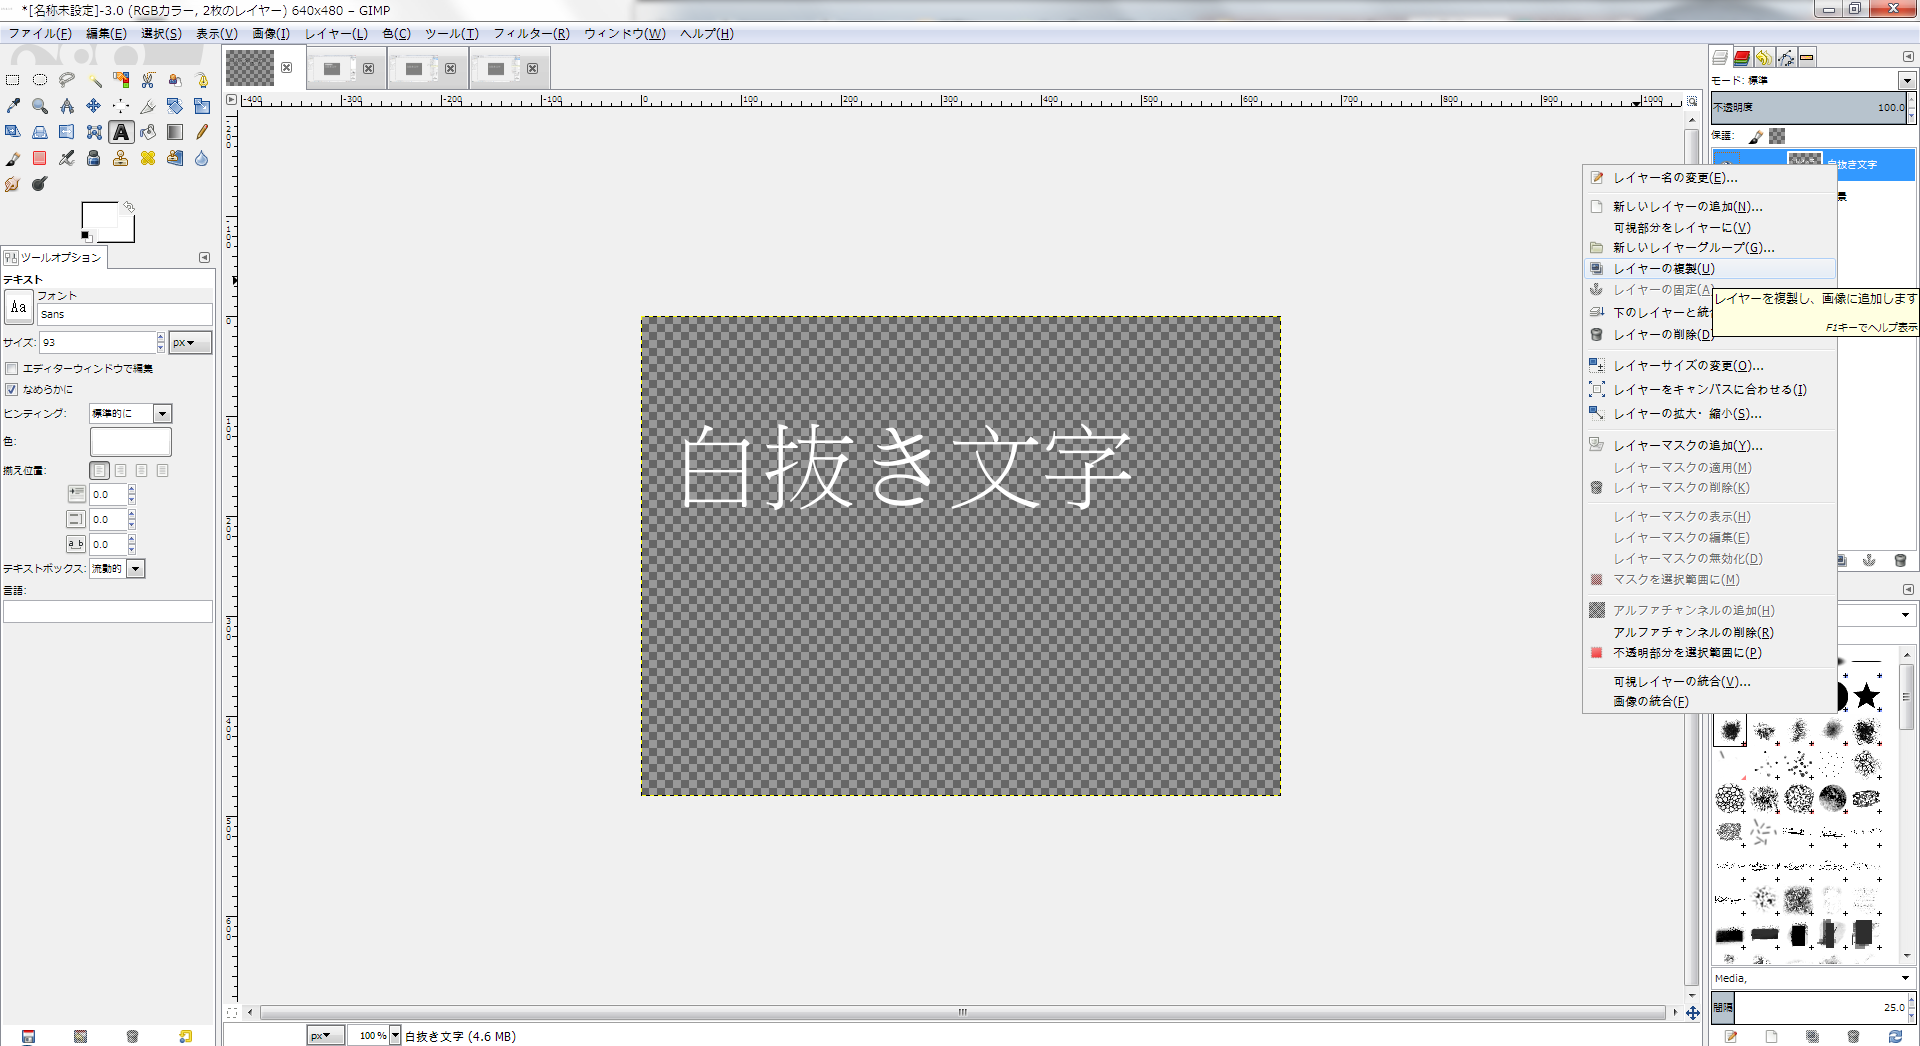 *[名称未設定]-3.0 (RGBカラー, 2枚のレイヤー) 640x480 – GIMP
ファイル(F) 編集(E) 選択(S) 表示(V) 画像(I) レイヤー(L) 色(C) ツール(T) フィルター(R) ウィンドウ(W) ヘルプ(H)
-400 -300 -200 -100 0 100 200 300 400 500 600 700 800 900 1000
ツールオプション
テキスト
フォント
Aa
Sans
サイズ: 93 px
エディターウィンドウで編集
なめらかに
ヒンティング: 標準的に
色:
揃え位置:
0.0
0.0
a b 0.0
テキストボックス: 流動的
言語:
白抜き文字
px 100 % 白抜き文字 (4.6 MB)
モード: 標準
不透明度 100.0
保護:
白抜き文字
景
レイヤー名の変更(E)...
新しいレイヤーの追加(N)...
可視部分をレイヤーに(V)
新しいレイヤーグループ(G)...
レイヤーの複製(U)
レイヤーの固定(A
下のレイヤーと統
レイヤーの削除(D)
レイヤーを複製し、画像に追加します
F1キーでヘルプ表示
レイヤーサイズの変更(O)...
レイヤーをキャンバスに合わせる(I)
レイヤーの拡大・縮小(S)...
レイヤーマスクの追加(Y)...
レイヤーマスクの適用(M)
レイヤーマスクの削除(K)
レイヤーマスクの表示(H)
レイヤーマスクの編集(E)
レイヤーマスクの無効化(D)
マスクを選択範囲に(M)
アルファチャンネルの追加(H)
アルファチャンネルの削除(R)
不透明部分を選択範囲に(P)
可視レイヤーの統合(V)...
画像の統合(F)
Media,
間隔 25.0